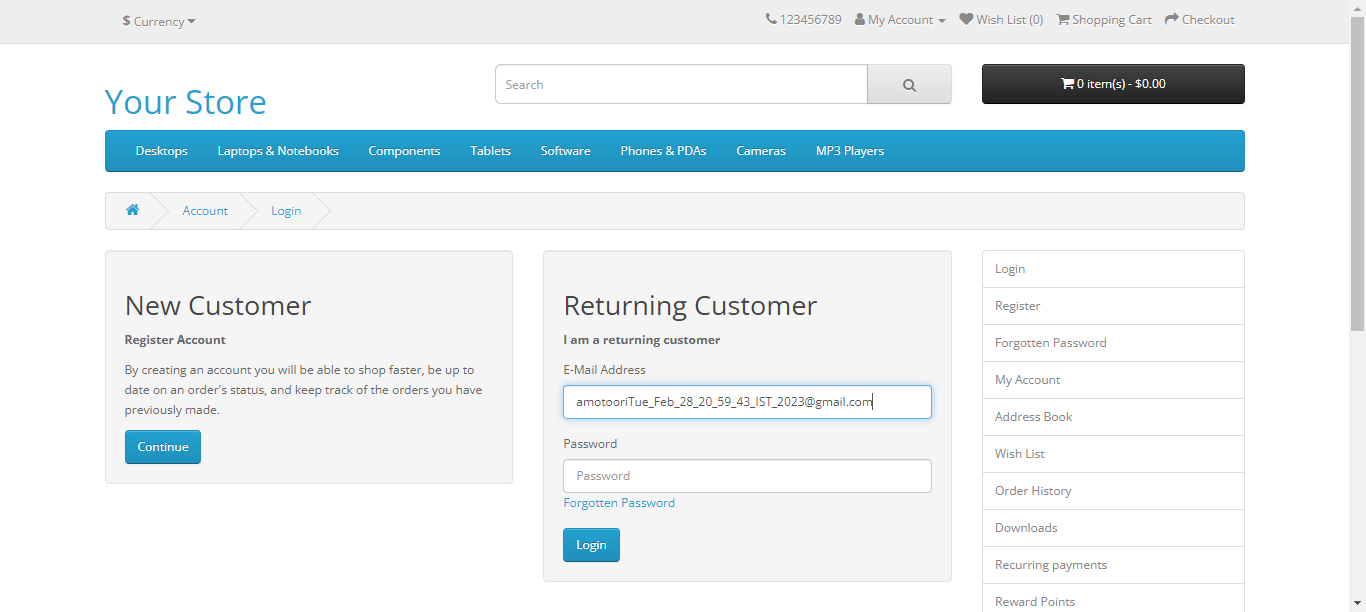 $ Currency
123456789 My Account Wish List (0) Shopping Cart Checkout
Your Store
Search
0 item(s) - $0.00
Desktops Laptops & Notebooks Components Tablets Software Phones & PDAs Cameras MP3 Players
Account Login
New Customer
Register Account
By creating an account you will be able to shop faster, be up to
date on an order's status, and keep track of the orders you have
previously made.
Continue
Returning Customer
I am a returning customer
E-Mail Address
amotooriTue_Feb_28_20_59_43_IST_2023@gmail.com
Password
Password
Forgotten Password
Login
Login
Register
Forgotten Password
My Account
Address Book
Wish List
Order History
Downloads
Recurring payments
Reward Points